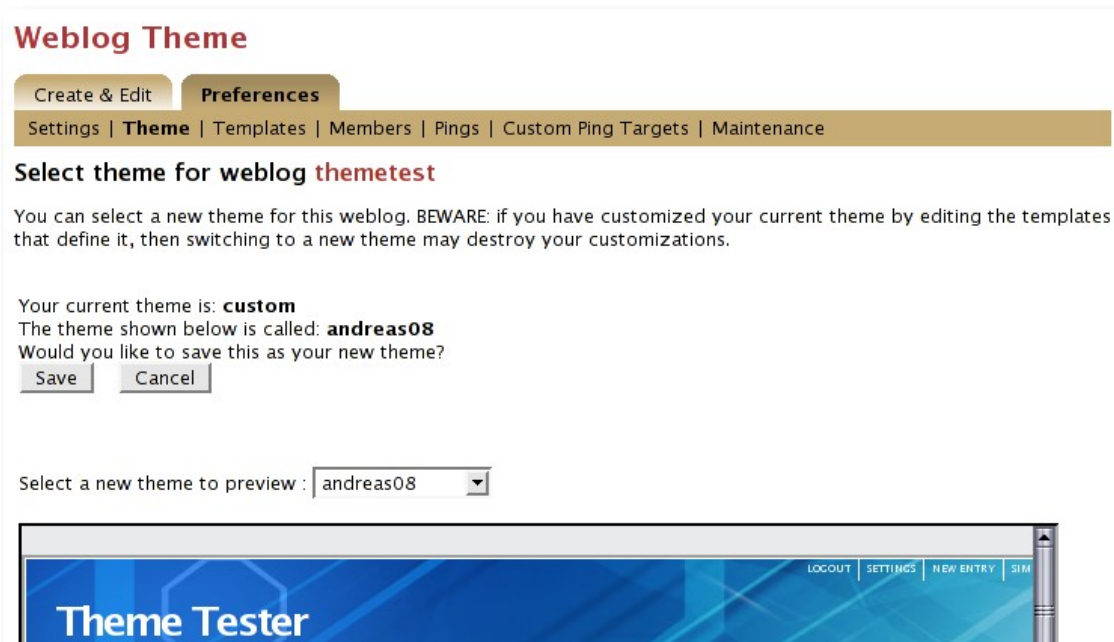 Weblog Theme
Create & Edit Preferences
Settings | Theme | Templates | Members | Pings | Custom Ping Targets | Maintenance
Select theme for weblog themetest
You can select a new theme for this weblog. BEWARE: if you have customized your current theme by editing the templates
that define it, then switching to a new theme may destroy your customizations.
Your current theme is: custom
The theme shown below is called: andreas08
Would you like to save this as your new theme?
Save Cancel
Select a new theme to preview : andreas08
LOGOUT | SETTINGS | NEW ENTRY | SIM
Theme Tester